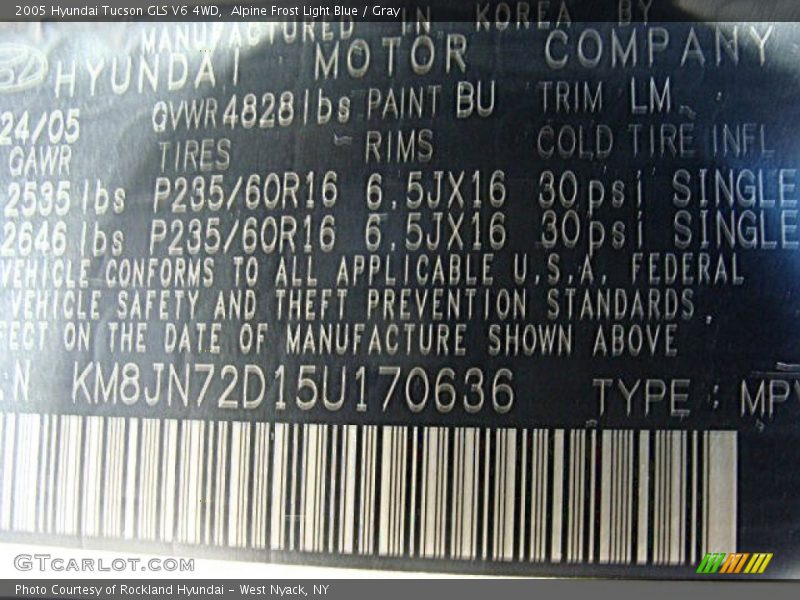 2005 Hyundai Tucson GLS V6 4WD, Alpine Frost Light Blue / Gray
MANUFACTURED IN KOREA BY
HYUNDAI MOTOR COMPANY
24/05 GVWR 4828 lbs PAINT BU TRIM LM
GAWR TIRES RIMS COLD TIRE INFL
2535 lbs P235/60R16 6.5JX16 30psi SINGLE
2646 lbs P235/60R16 6.5JX16 30psi SINGLE
VEHICLE CONFORMS TO ALL APPLICABLE U.S.A. FEDERAL
VEHICLE SAFETY AND THEFT PREVENTION STANDARDS
FECT ON THE DATE OF MANUFACTURE SHOWN ABOVE.
N KM8JN72D15U170636 TYPE : MPV
GTCARLOT.COM
Photo Courtesy of Rockland Hyundai - West Nyack, NY